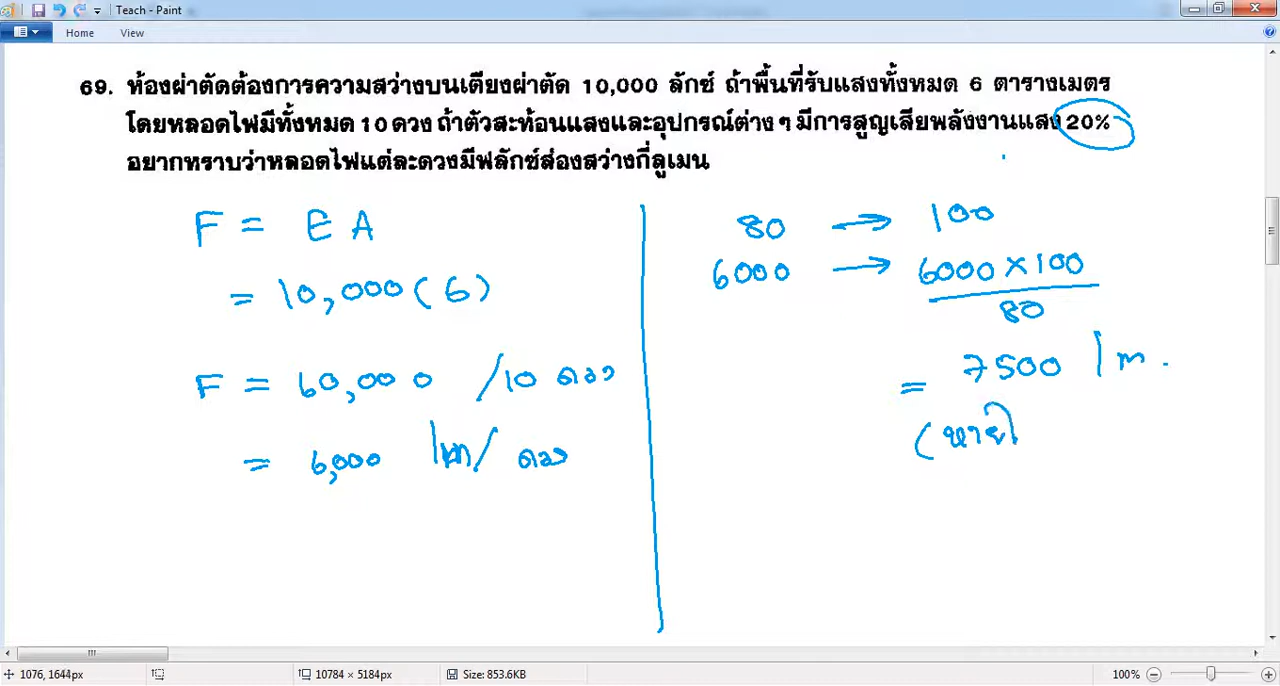 Teach - Paint
Home View
69. ห้องผ่าตัดต้องการความสว่างบนเตียงผ่าตัด 10,000 ลักซ์ ถ้าพื้นที่รับแสงทั้งหมด 6 ตารางเมตร
โดยหลอดไฟมีทั้งหมด 10 ดวง ถ้าตัวสะท้อนแสงและอุปกรณ์ต่าง ๆ มีการสูญเสียพลังงานแสง 20%
อยากทราบว่าหลอดไฟแต่ละดวงมีฟลักซ์ส่องสว่างกี่ลูเมน
F = E A
= 10,000 ( 6 )
F = 60,000 /10 ดวง
= 6,000 lm/ ดวง
80 → 100
6000 → 6000 × 100
80
= 7500 lm.
(หาย)
1076, 1644px
10784 × 5184px
Size: 853.6KB
100%